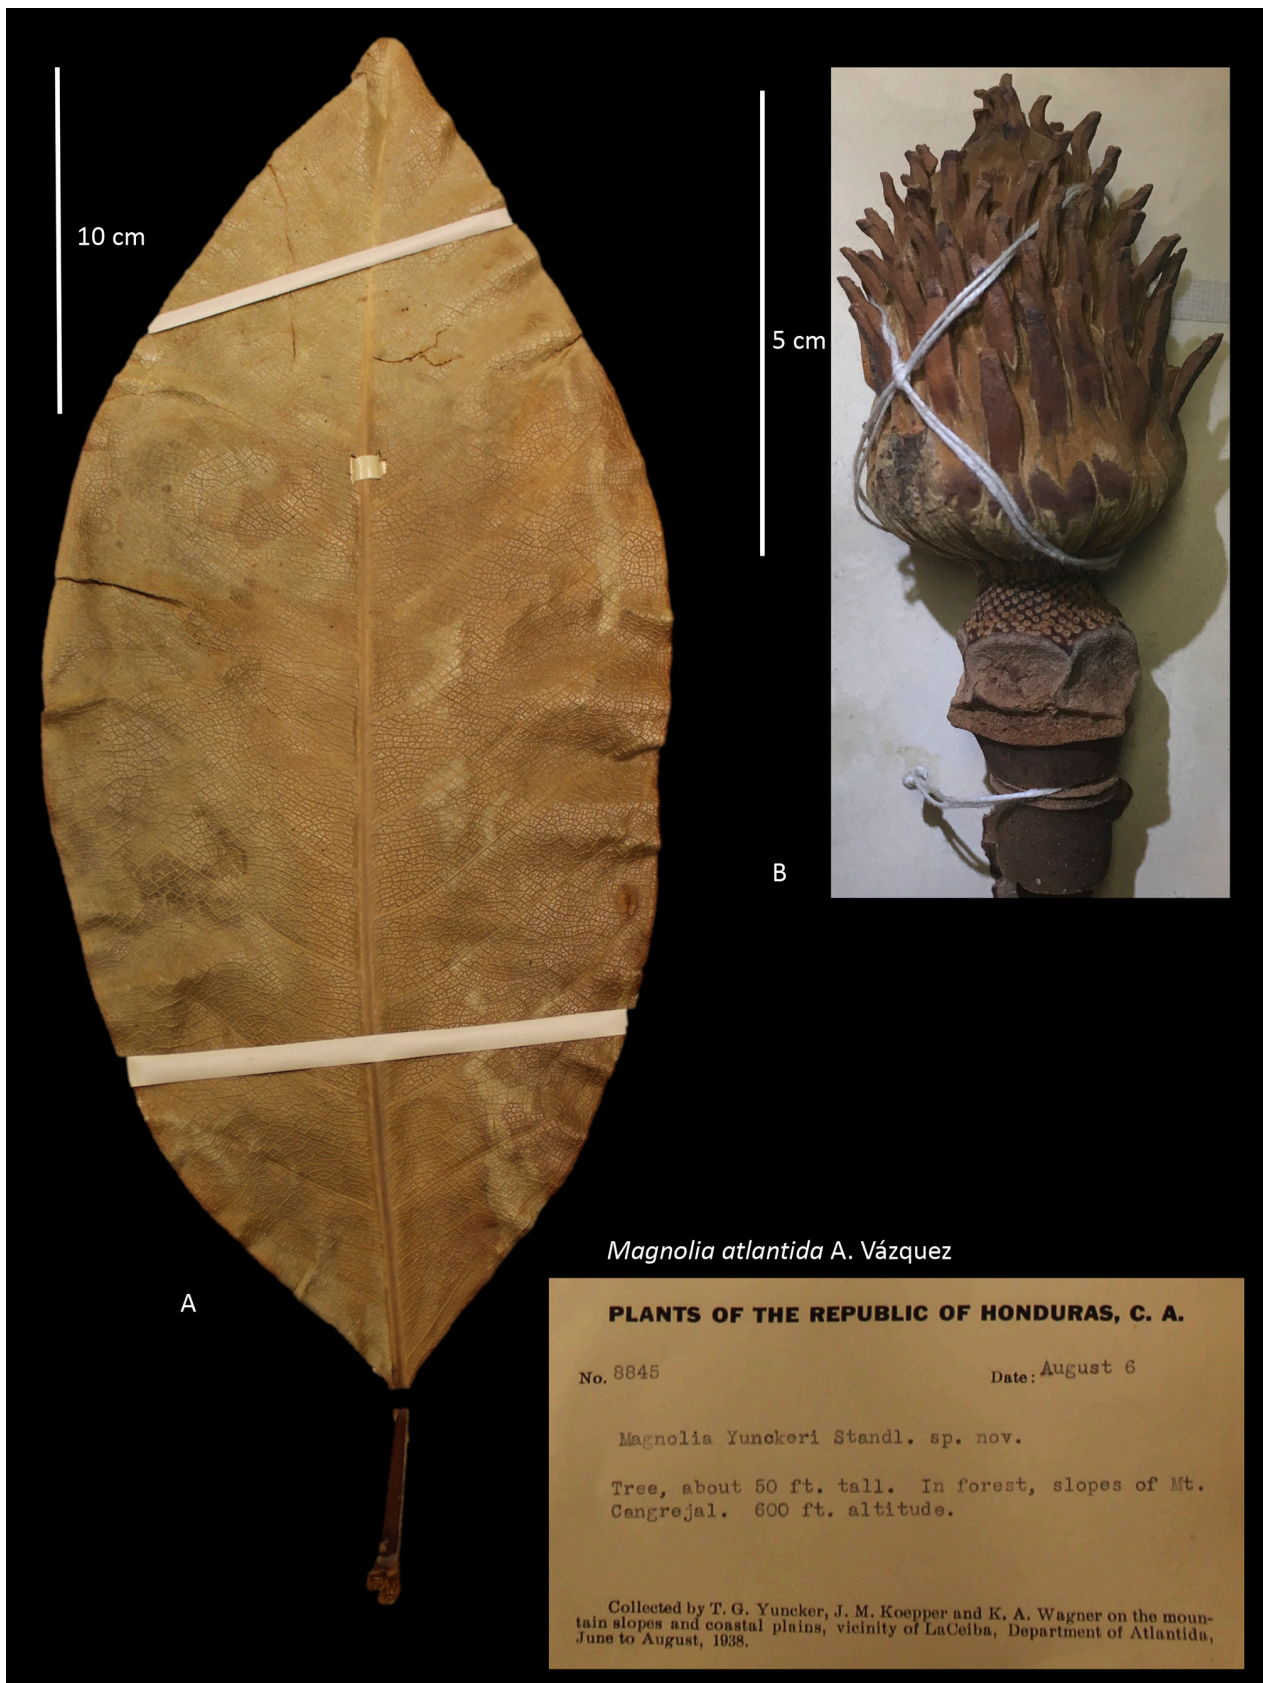 10 cm
5 cm
B
A
Magnolia atlantida A. Vázquez
PLANTS OF THE REPUBLIC OF HONDURAS, C. A.
No. 8845 Date: August 6
Magnolia Yunckeri Standl. sp. nov.
Tree, about 50 ft. tall. In forest, slopes of Mt.
Cangrejal. 600 ft. altitude.
Collected by T. G. Yuncker, J. M. Koepper and K. A. Wagner on the moun-
tain slopes and coastal plains, vicinity of LaCeiba, Department of Atlantida,
June to August, 1938.